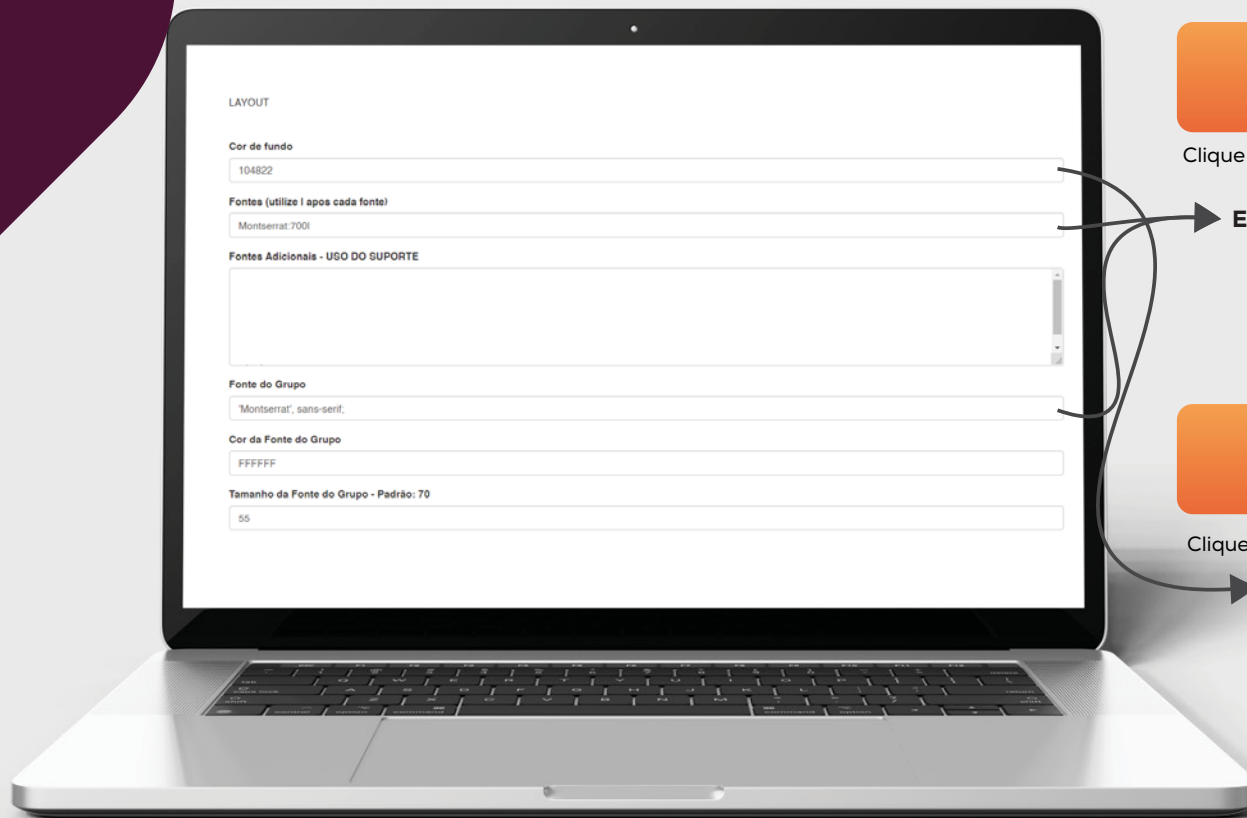 LAYOUT
Cor de fundo
104822
Fontes (utilize | apos cada fonte)
Montserrat:700|
Fontes Adicionais - USO DO SUPORTE
Fonte do Grupo
'Montserrat', sans-serif;
Cor da Fonte do Grupo
FFFFFF
Tamanho da Fonte do Grupo - Padrão: 70
55
Clique
E
Clique